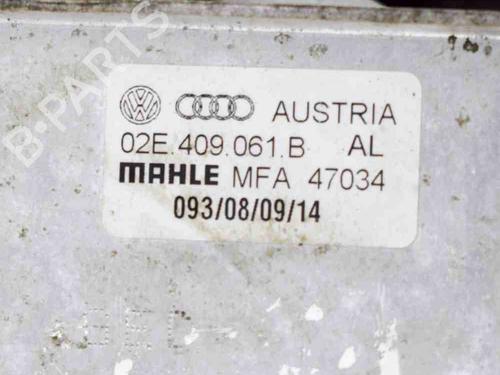 B-PARTS
AUSTRIA
02E.409.061.B AL
MAHLE MFA 47034
093/08/09/14